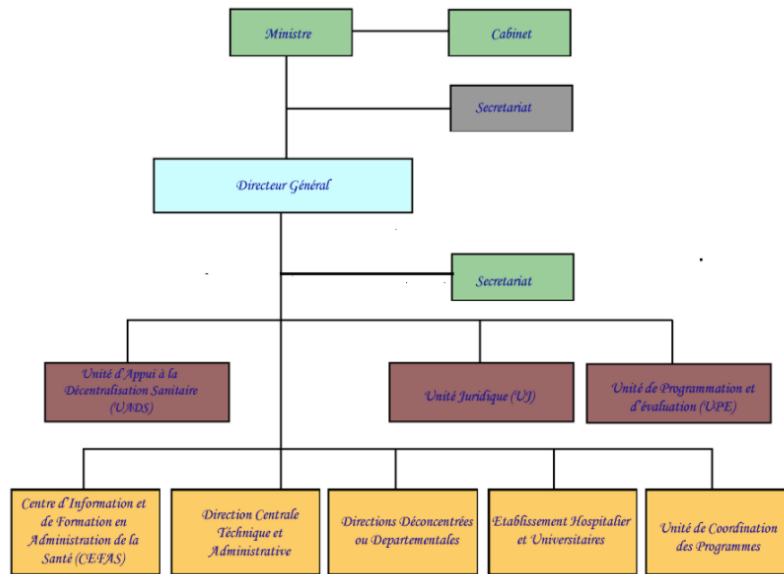 Ministre
Cabinet
Secretariat
Directeur Général
Secretariat
Unité d'Appui à la
Décentralisation Sanitaire
(UADS)
Unité Juridique (UJ)
Unité de Programmation et
d'évaluation (UPE)
Centre d'Information et
de Formation en
Administration de la
Santé (CEFAS)
Direction Centrale
Téchnique et
Administrative
Directions Déconcentrées
ou Departementales
Etablissement Hospitalier
et Universitaires
Unité de Coordination
des Programmes